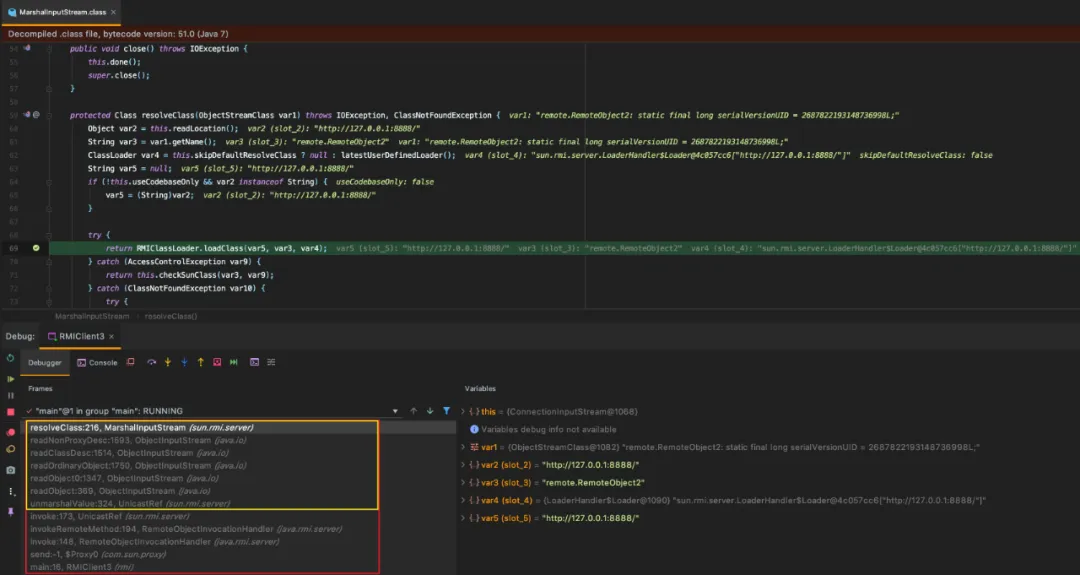 MarshalInputStream.class ×
Decompiled .class file, bytecode version: 51.0 (Java 7)
54 public void close() throws IOException {
55 this.done();
56 super.close();
57 }
58
59 protected Class resolveClass(ObjectStreamClass var1) throws IOException, ClassNotFoundException { var1: "remote.RemoteObject2: static final long serialVersionUID = 2687822193148736998L;"
60 Object var2 = this.readLocation(); var2 (slot_2): "http://127.0.0.1:8888/"
61 String var3 = var1.getName(); var3 (slot_3): "remote.RemoteObject2" var1: "remote.RemoteObject2: static final long serialVersionUID = 2687822193148736998L;"
62 ClassLoader var4 = this.skipDefaultResolveClass ? null : latestUserDefinedLoader(); var4 (slot_4): "sun.rmi.server.LoaderHandler$Loader@4c057cc6["http://127.0.0.1:8888/"]" skipDefaultResolveClass: false
63 String var5 = null; var5 (slot_5): "http://127.0.0.1:8888/"
64 if (!this.useCodebaseOnly && var2 instanceof String) { useCodebaseOnly: false
65 var5 = (String)var2; var2 (slot_2): "http://127.0.0.1:8888/"
66 }
67
68 try {
69 return RMIClassLoader.loadClass(var5, var3, var4); var5 (slot_5): "http://127.0.0.1:8888/" var3 (slot_3): "remote.RemoteObject2" var4 (slot_4): "sun.rmi.server.LoaderHandler$Loader@4c057cc6["http://127.0.0.1:8888/"]"
70 } catch (AccessControlException var9) {
71 return this.checkSunClass(var3, var9);
72 } catch (ClassNotFoundException var10) {
73 try {
MarshalInputStream › resolveClass()
Debug: RMIClient3 ×
Debugger Console
Frames
"main"@1 in group "main": RUNNING
resolveClass:216, MarshalInputStream (sun.rmi.server)
readNonProxyDesc:1593, ObjectInputStream (java.io)
readClassDesc:1514, ObjectInputStream (java.io)
readOrdinaryObject:1750, ObjectInputStream (java.io)
readObject0:1347, ObjectInputStream (java.io)
readObject:369, ObjectInputStream (java.io)
unmarshalValue:324, UnicastRef (sun.rmi.server)
invoke:173, UnicastRef (sun.rmi.server)
invokeRemoteMethod:194, RemoteObjectInvocationHandler (java.rmi.server)
invoke:148, RemoteObjectInvocationHandler (java.rmi.server)
send:-1, $Proxy0 (com.sun.proxy)
main:16, RMIClient3 (rmi)
Variables
this = {ConnectionInputStream@1068}
Variables debug info not available
var1 = {ObjectStreamClass@1082} "remote.RemoteObject2: static final long serialVersionUID = 2687822193148736998L;"
var2 (slot_2) = "http://127.0.0.1:8888/"
var3 (slot_3) = "remote.RemoteObject2"
var4 (slot_4) = {LoaderHandler$Loader@1090} "sun.rmi.server.LoaderHandler$Loader@4c057cc6["http://127.0.0.1:8888/"]"
var5 (slot_5) = "http://127.0.0.1:8888/"